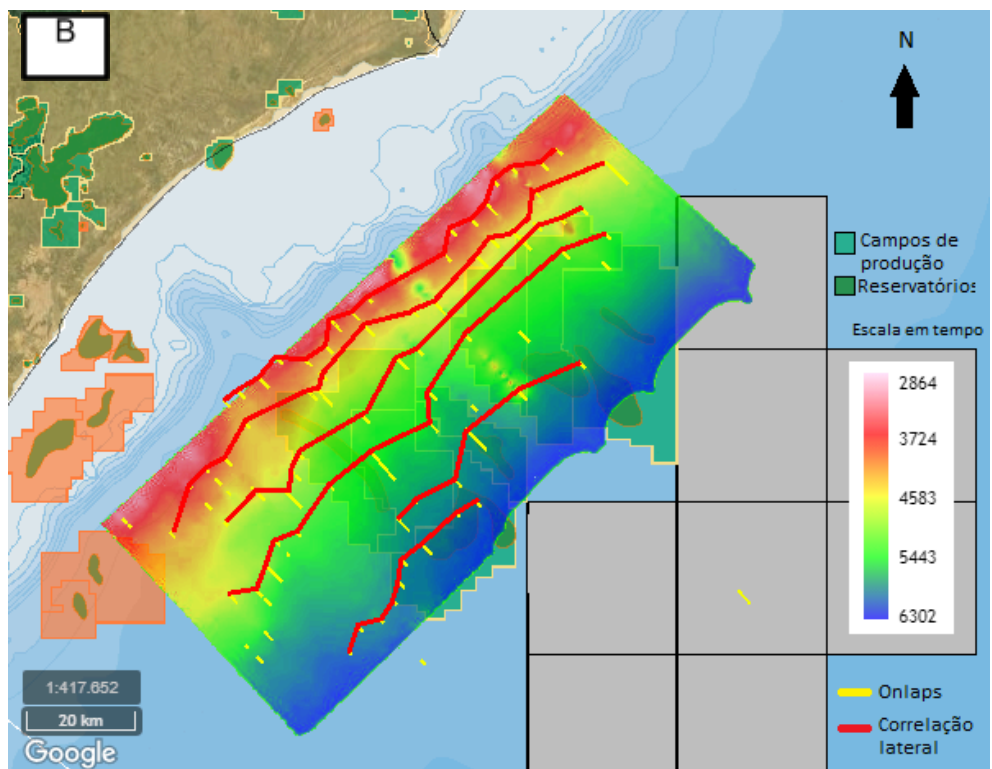 B
N
Campos de
produção
Reservatórios
Escala em tempo
2864
3724
4583
5443
6302
Onlaps
Correlação
lateral
1:417.652
20 km
Google